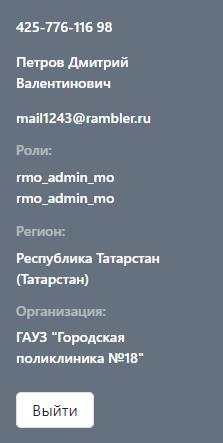 425-776-116 98
Петров Дмитрий
Валентинович
mail1243@rambler.ru
Роли:
rmo_admin_mo
rmo_admin_mo
Регион:
Республика Татарстан
(Татарстан)
Организация:
ГАУЗ "Городская
поликлиника №18"
Выйти